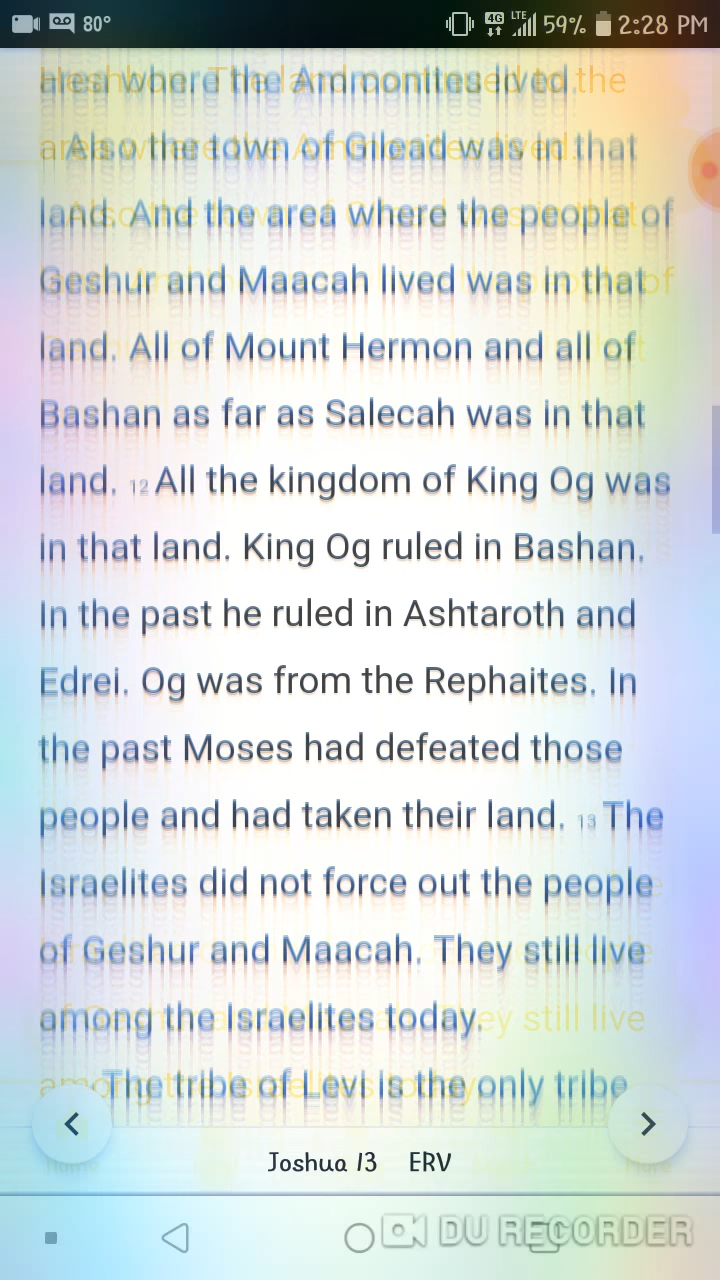 80° 4G LTE 59% 2:28 PM
area where the Ammonites lived.
Also the town of Gilead was in that
land. And the area where the people of
Geshur and Maacah lived was in that
land. All of Mount Hermon and all of
Bashan as far as Salecah was in that
land. 12 All the kingdom of King Og was
in that land. King Og ruled in Bashan.
In the past he ruled in Ashtaroth and
Edrei. Og was from the Rephaites. In
the past Moses had defeated those
people and had taken their land. 13 The
Israelites did not force out the people
of Geshur and Maacah. They still live
among the Israelites today.
The tribe of Levi is the only tribe
Joshua 13 ERV
DU RECORDER